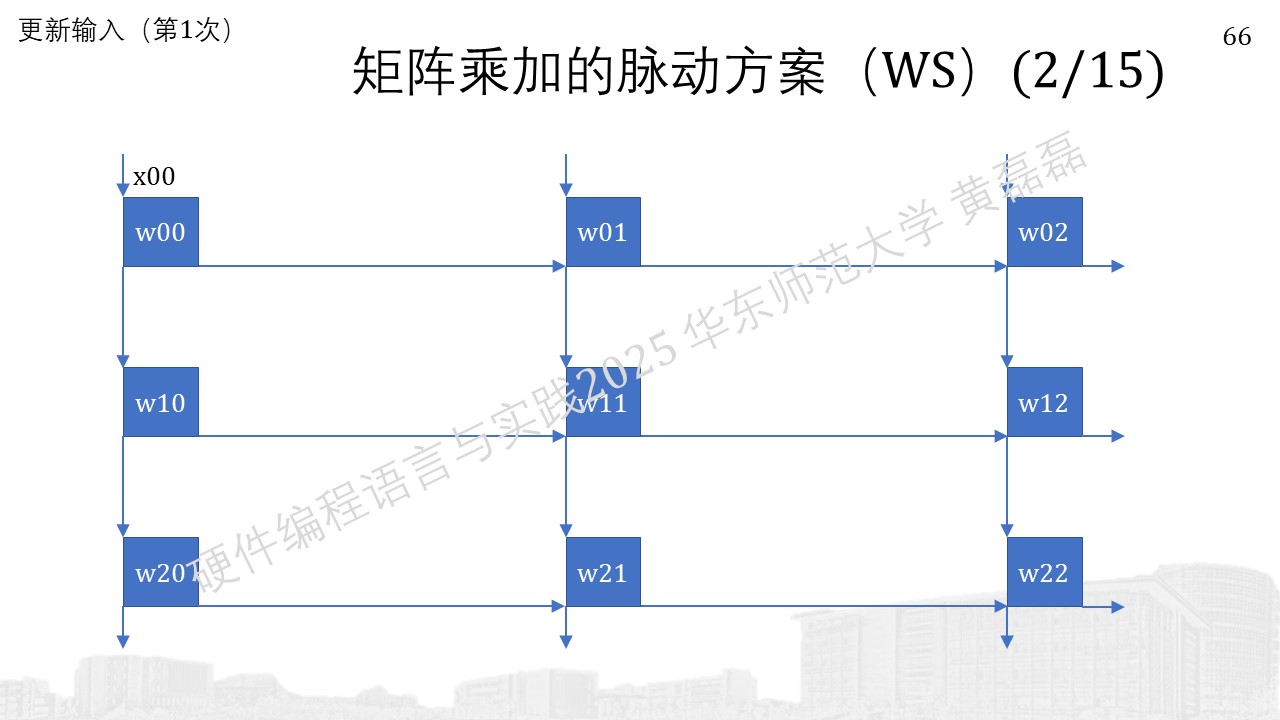 更新输入（第1次）
66
矩阵乘加的脉动方案（WS）(2/15)
x00
w00
w01
w02
w10
w11
w12
w20
w21
w22
硬件编程语言与实践2025 华东师范大学 黄磊磊